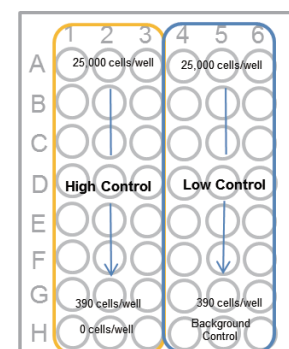 1 2 3 4 5 6
A 25,000 cells/well 25,000 cells/well
B
C
D High Control Low Control
E
F
G 390 cells/well 390 cells/well
H 0 cells/well Background
Control